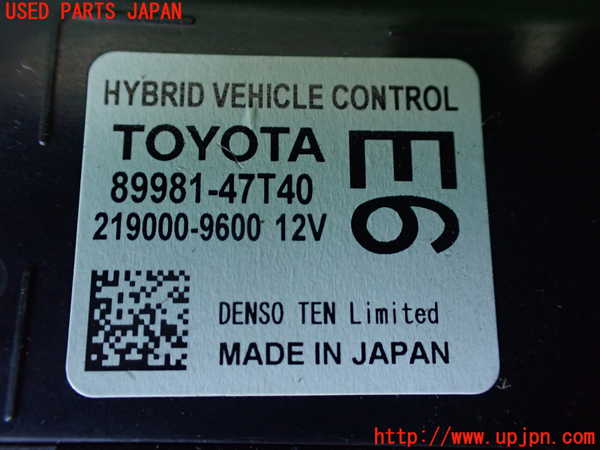 USED PARTS JAPAN
HYBRID VEHICLE CONTROL
TOYOTA
89981-47T40
219000-9600 12V
E6
DENSO TEN Limited
MADE IN JAPAN
http://www.upjpn.com/